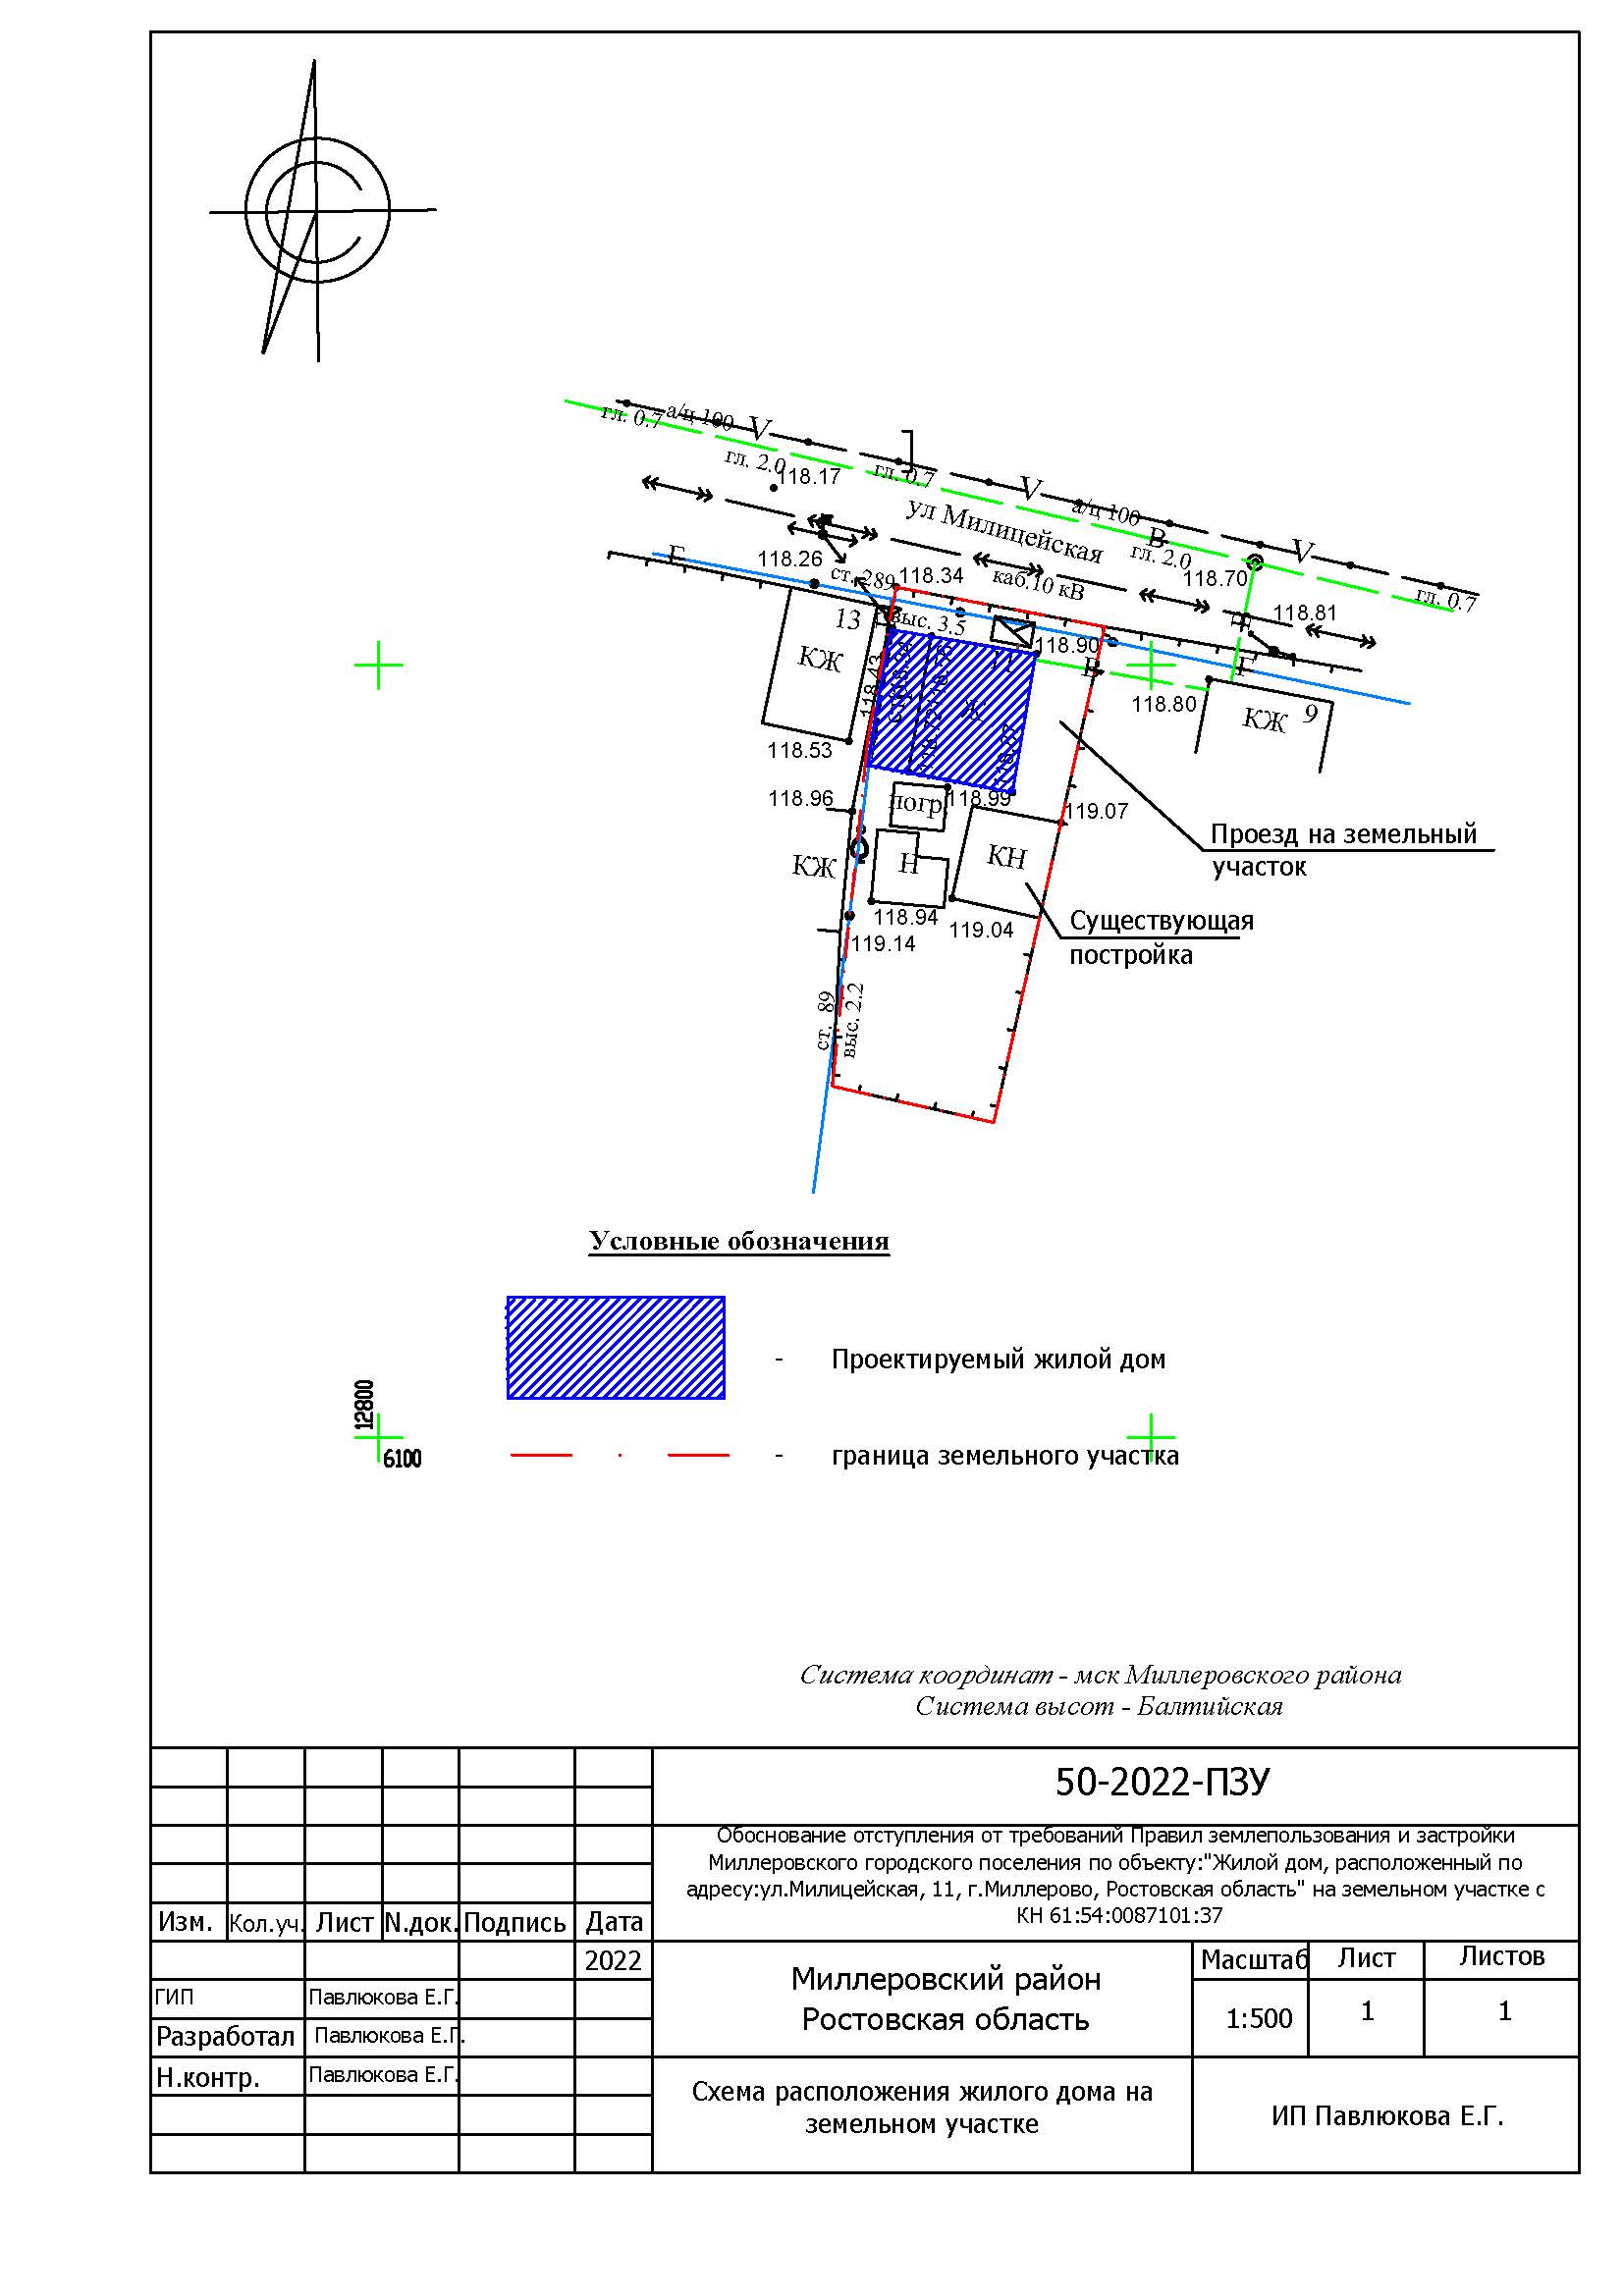 гл. 0.7
а/ц 100
V
гл. 2.0
118.17
гл. 0.7
V
а/ц 100
ул Милицейская
В
гл. 2.0
V
118.70
гл. 0.7
Г
118.26
ст. 289
118.34
каб.10 кВ
118.81
13
выс. 3.5
КЖ
118.43
11
118.90
В
Г
Ж
118.80
КЖ
9
118.53
118.96
погр.
118.99
119.07
Проезд на земельный
участок
КЖ
Н
КН
118.94
119.04
Существующая
постройка
119.14
ст. 89
выс. 2.2
Условные обозначения
- Проектируемый жилой дом
12800
6100
- граница земельного участка
Система координат - мск Миллеровского района
Система высот - Балтийская
50-2022-ПЗУ
Обоснование отступления от требований Правил землепользования и застройки
Миллеровского городского поселения по объекту:"Жилой дом, расположенный по
адресу:ул.Милицейская, 11, г.Миллерово, Ростовская область" на земельном участке с
КН 61:54:0087101:37
Изм. Кол.уч. Лист N.док. Подпись Дата
2022
ГИП Павлюкова Е.Г.
Разработал Павлюкова Е.Г.
Н.контр. Павлюкова Е.Г.
Миллеровский район
Ростовская область
Масштаб Лист Листов
1:500 1 1
Схема расположения жилого дома на
земельном участке
ИП Павлюкова Е.Г.